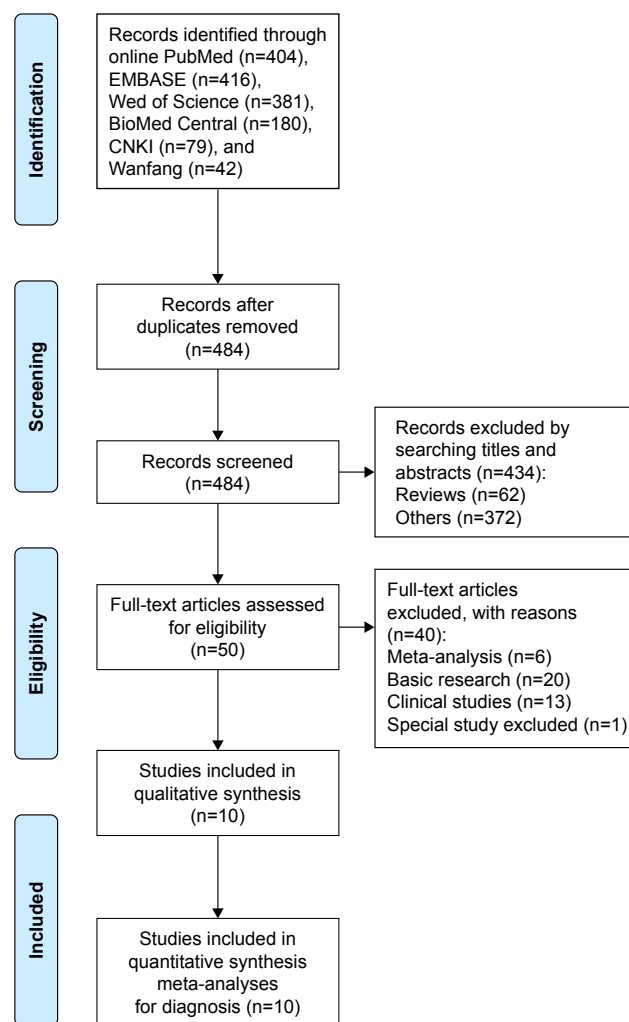 Identification
Records identified through
online PubMed (n=404),
EMBASE (n=416),
Wed of Science (n=381),
BioMed Central (n=180),
CNKI (n=79), and
Wanfang (n=42)
Screening
Records after
duplicates removed
(n=484)
Records screened
(n=484)
Records excluded by
searching titles and
abstracts (n=434):
Reviews (n=62)
Others (n=372)
Eligibility
Full-text articles assessed
for eligibility
(n=50)
Full-text articles
excluded, with reasons
(n=40):
Meta-analysis (n=6)
Basic research (n=20)
Clinical studies (n=13)
Special study excluded (n=1)
Studies included in
qualitative synthesis
(n=10)
Included
Studies included in
quantitative synthesis
meta-analyses
for diagnosis (n=10)